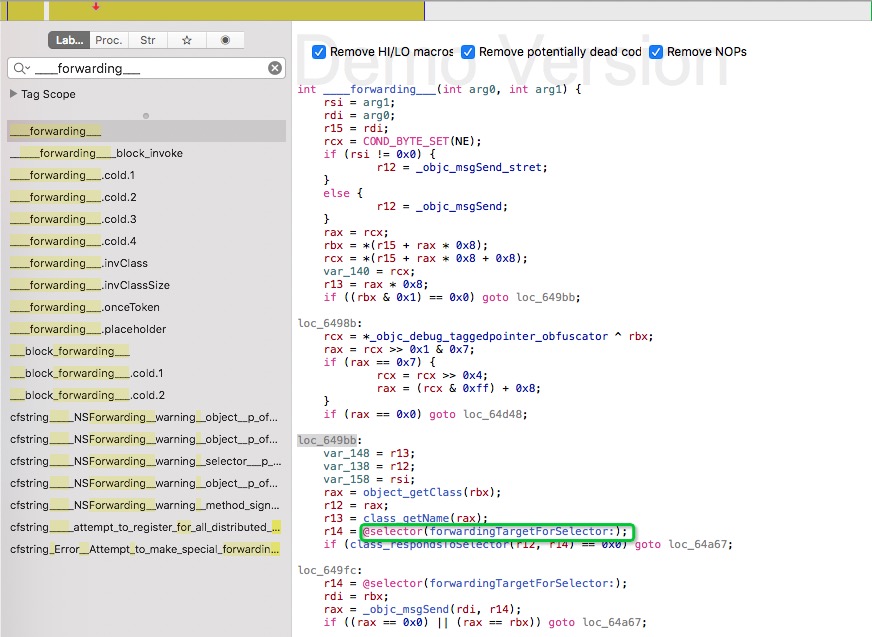 Lab... Proc. Str
____forwarding___
Tag Scope
____forwarding___
______forwarding____block_invoke
____forwarding___.cold.1
____forwarding___.cold.2
____forwarding___.cold.3
____forwarding___.cold.4
____forwarding___.invClass
____forwarding___.invClassSize
____forwarding___.onceToken
____forwarding___.placeholder
___block_forwarding___
___block_forwarding___.cold.1
___block_forwarding___.cold.2
cfstring_____NSForwarding__warning__object__p_of...
cfstring_____NSForwarding__warning__object__p_of...
cfstring_____NSForwarding__warning__selector___p_...
cfstring_____NSForwarding__warning__object__p_of...
cfstring_____NSForwarding__warning__method_sign...
cfstring____attempt_to_register_for_all_distributed_...
cfstring_Error__Attempt_to_make_special_forwardin...
Demo Version
Remove HI/LO macros Remove potentially dead cod Remove NOPs
int ____forwarding___(int arg0, int arg1) {
rsi = arg1;
rdi = arg0;
r15 = rdi;
rcx = COND_BYTE_SET(NE);
if (rsi != 0x0) {
r12 = _objc_msgSend_stret;
}
else {
r12 = _objc_msgSend;
}
rax = rcx;
rbx = *(r15 + rax * 0x8);
rcx = *(r15 + rax * 0x8 + 0x8);
var_140 = rcx;
r13 = rax * 0x8;
if ((rbx & 0x1) == 0x0) goto loc_649bb;
loc_6498b:
rcx = *_objc_debug_taggedpointer_obfuscator ^ rbx;
rax = rcx >> 0x1 & 0x7;
if (rax == 0x7) {
rcx = rcx >> 0x4;
rax = (rcx & 0xff) + 0x8;
}
if (rax == 0x0) goto loc_64d48;
loc_649bb:
var_148 = r13;
var_138 = r12;
var_158 = rsi;
rax = object_getClass(rbx);
r12 = rax;
r13 = class_getName(rax);
r14 = @selector(forwardingTargetForSelector:);
if (class_respondsToSelector(r12, r14) == 0x0) goto loc_64a67;
loc_649fc:
r14 = @selector(forwardingTargetForSelector:);
rdi = rbx;
rax = _objc_msgSend(rdi, r14);
if ((rax == 0x0) || (rax == rbx)) goto loc_64a67;